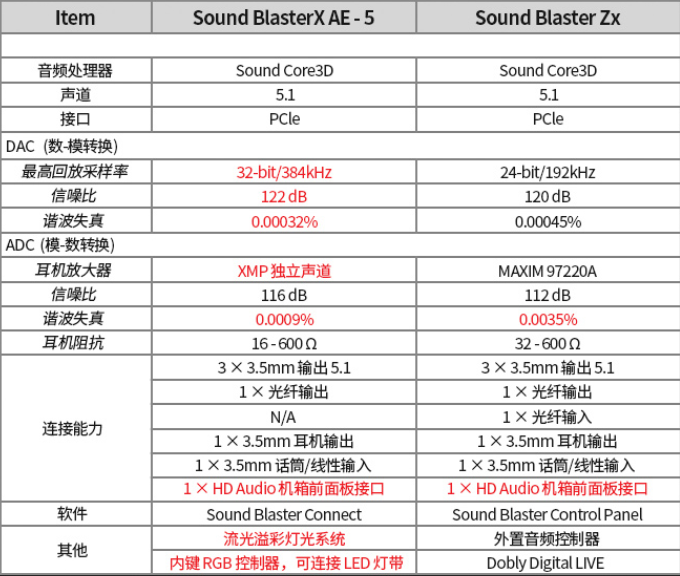 Item Sound BlasterX AE - 5 Sound Blaster Zx
音频处理器 Sound Core3D Sound Core3D
声道 5.1 5.1
接口 PCle PCle
DAC (数-模转换)
最高回放采样率 32-bit/384kHz 24-bit/192kHz
信噪比 122 dB 120 dB
谐波失真 0.00032% 0.00045%
ADC (模-数转换)
耳机放大器 XMP 独立声道 MAXIM 97220A
信噪比 116 dB 112 dB
谐波失真 0.0009% 0.0035%
耳机阻抗 16 - 600 Ω 32 - 600 Ω
连接能力
3 × 3.5mm 输出 5.1 3 × 3.5mm 输出 5.1
1 × 光纤输出 1 × 光纤输出
N/A 1 × 光纤输入
1 × 3.5mm 耳机输出 1 × 3.5mm 耳机输出
1 × 3.5mm 话筒/线性输入 1 × 3.5mm 话筒/线性输入
1 × HD Audio 机箱前面板接口 1 × HD Audio 机箱前面板接口
软件 Sound Blaster Connect Sound Blaster Control Panel
其他
流光溢彩灯光系统 外置音频控制器
内键 RGB 控制器，可连接 LED 灯带 Dobly Digital LIVE